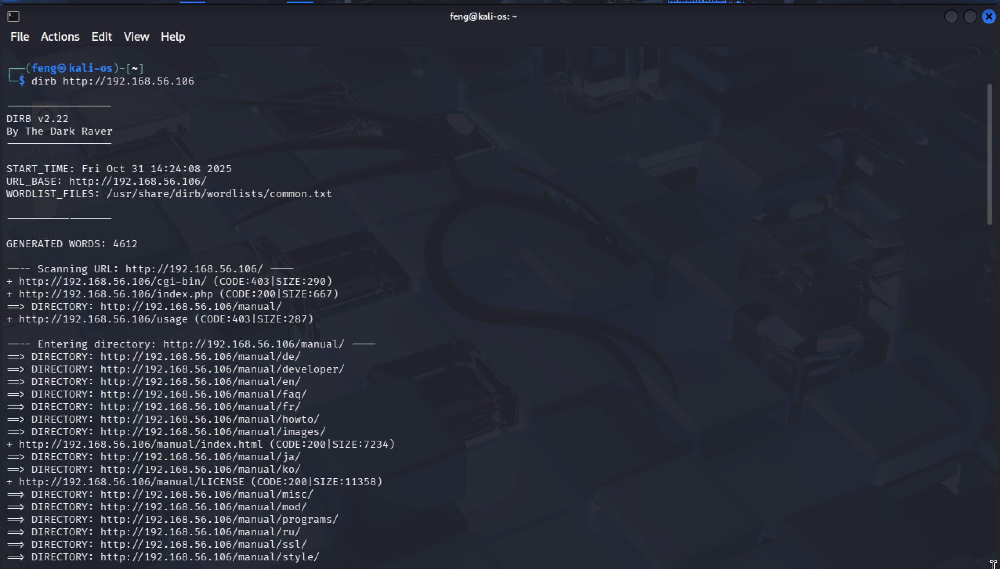 feng@kali-os: ~
File Actions Edit View Help
┌──(feng㉿kali-os)-[~]
└─$ dirb http://192.168.56.106
-----------------
DIRB v2.22
By The Dark Raver
-----------------
File System
START_TIME: Fri Oct 31 14:24:08 2025
URL_BASE: http://192.168.56.106/
WORDLIST_FILES: /usr/share/dirb/wordlists/common.txt
-----------------
Trash
GENERATED WORDS: 4612
---- Scanning URL: http://192.168.56.106/ ----
+ http://192.168.56.106/cgi-bin/ (CODE:403|SIZE:290)
+ http://192.168.56.106/index.php (CODE:200|SIZE:667)
==> DIRECTORY: http://192.168.56.106/manual/
+ http://192.168.56.106/usage (CODE:403|SIZE:287)
---- Entering directory: http://192.168.56.106/manual/ ----
==> DIRECTORY: http://192.168.56.106/manual/de/
==> DIRECTORY: http://192.168.56.106/manual/developer/
==> DIRECTORY: http://192.168.56.106/manual/en/
==> DIRECTORY: http://192.168.56.106/manual/faq/
==> DIRECTORY: http://192.168.56.106/manual/fr/
==> DIRECTORY: http://192.168.56.106/manual/howto/
==> DIRECTORY: http://192.168.56.106/manual/images/
+ http://192.168.56.106/manual/index.html (CODE:200|SIZE:7234)
==> DIRECTORY: http://192.168.56.106/manual/ja/
==> DIRECTORY: http://192.168.56.106/manual/ko/
+ http://192.168.56.106/manual/LICENSE (CODE:200|SIZE:11358)
==> DIRECTORY: http://192.168.56.106/manual/misc/
==> DIRECTORY: http://192.168.56.106/manual/mod/
==> DIRECTORY: http://192.168.56.106/manual/programs/
==> DIRECTORY: http://192.168.56.106/manual/ru/
==> DIRECTORY: http://192.168.56.106/manual/ssl/
==> DIRECTORY: http://192.168.56.106/manual/style/